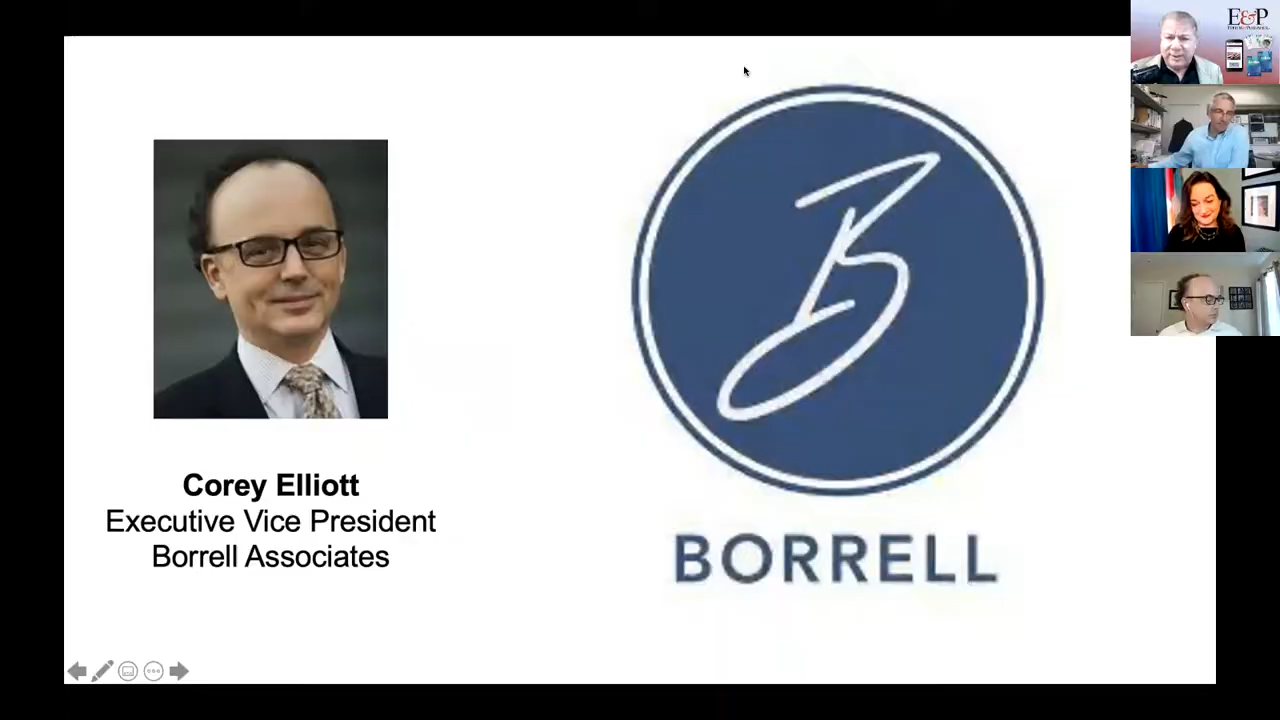 Corey Elliott
Executive Vice President
Borrell Associates
B
BORRELL
E&P